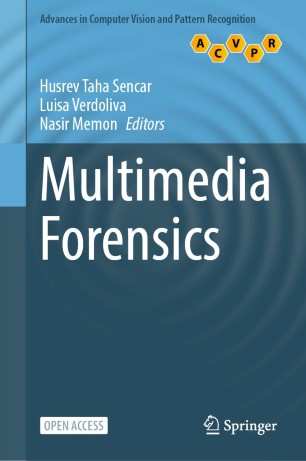 Advances in Computer Vision and Pattern Recognition
A C V P R
Husrev Taha Sencar
Luisa Verdoliva
Nasir Memon Editors
Multimedia
Forensics
OPEN ACCESS
Springer